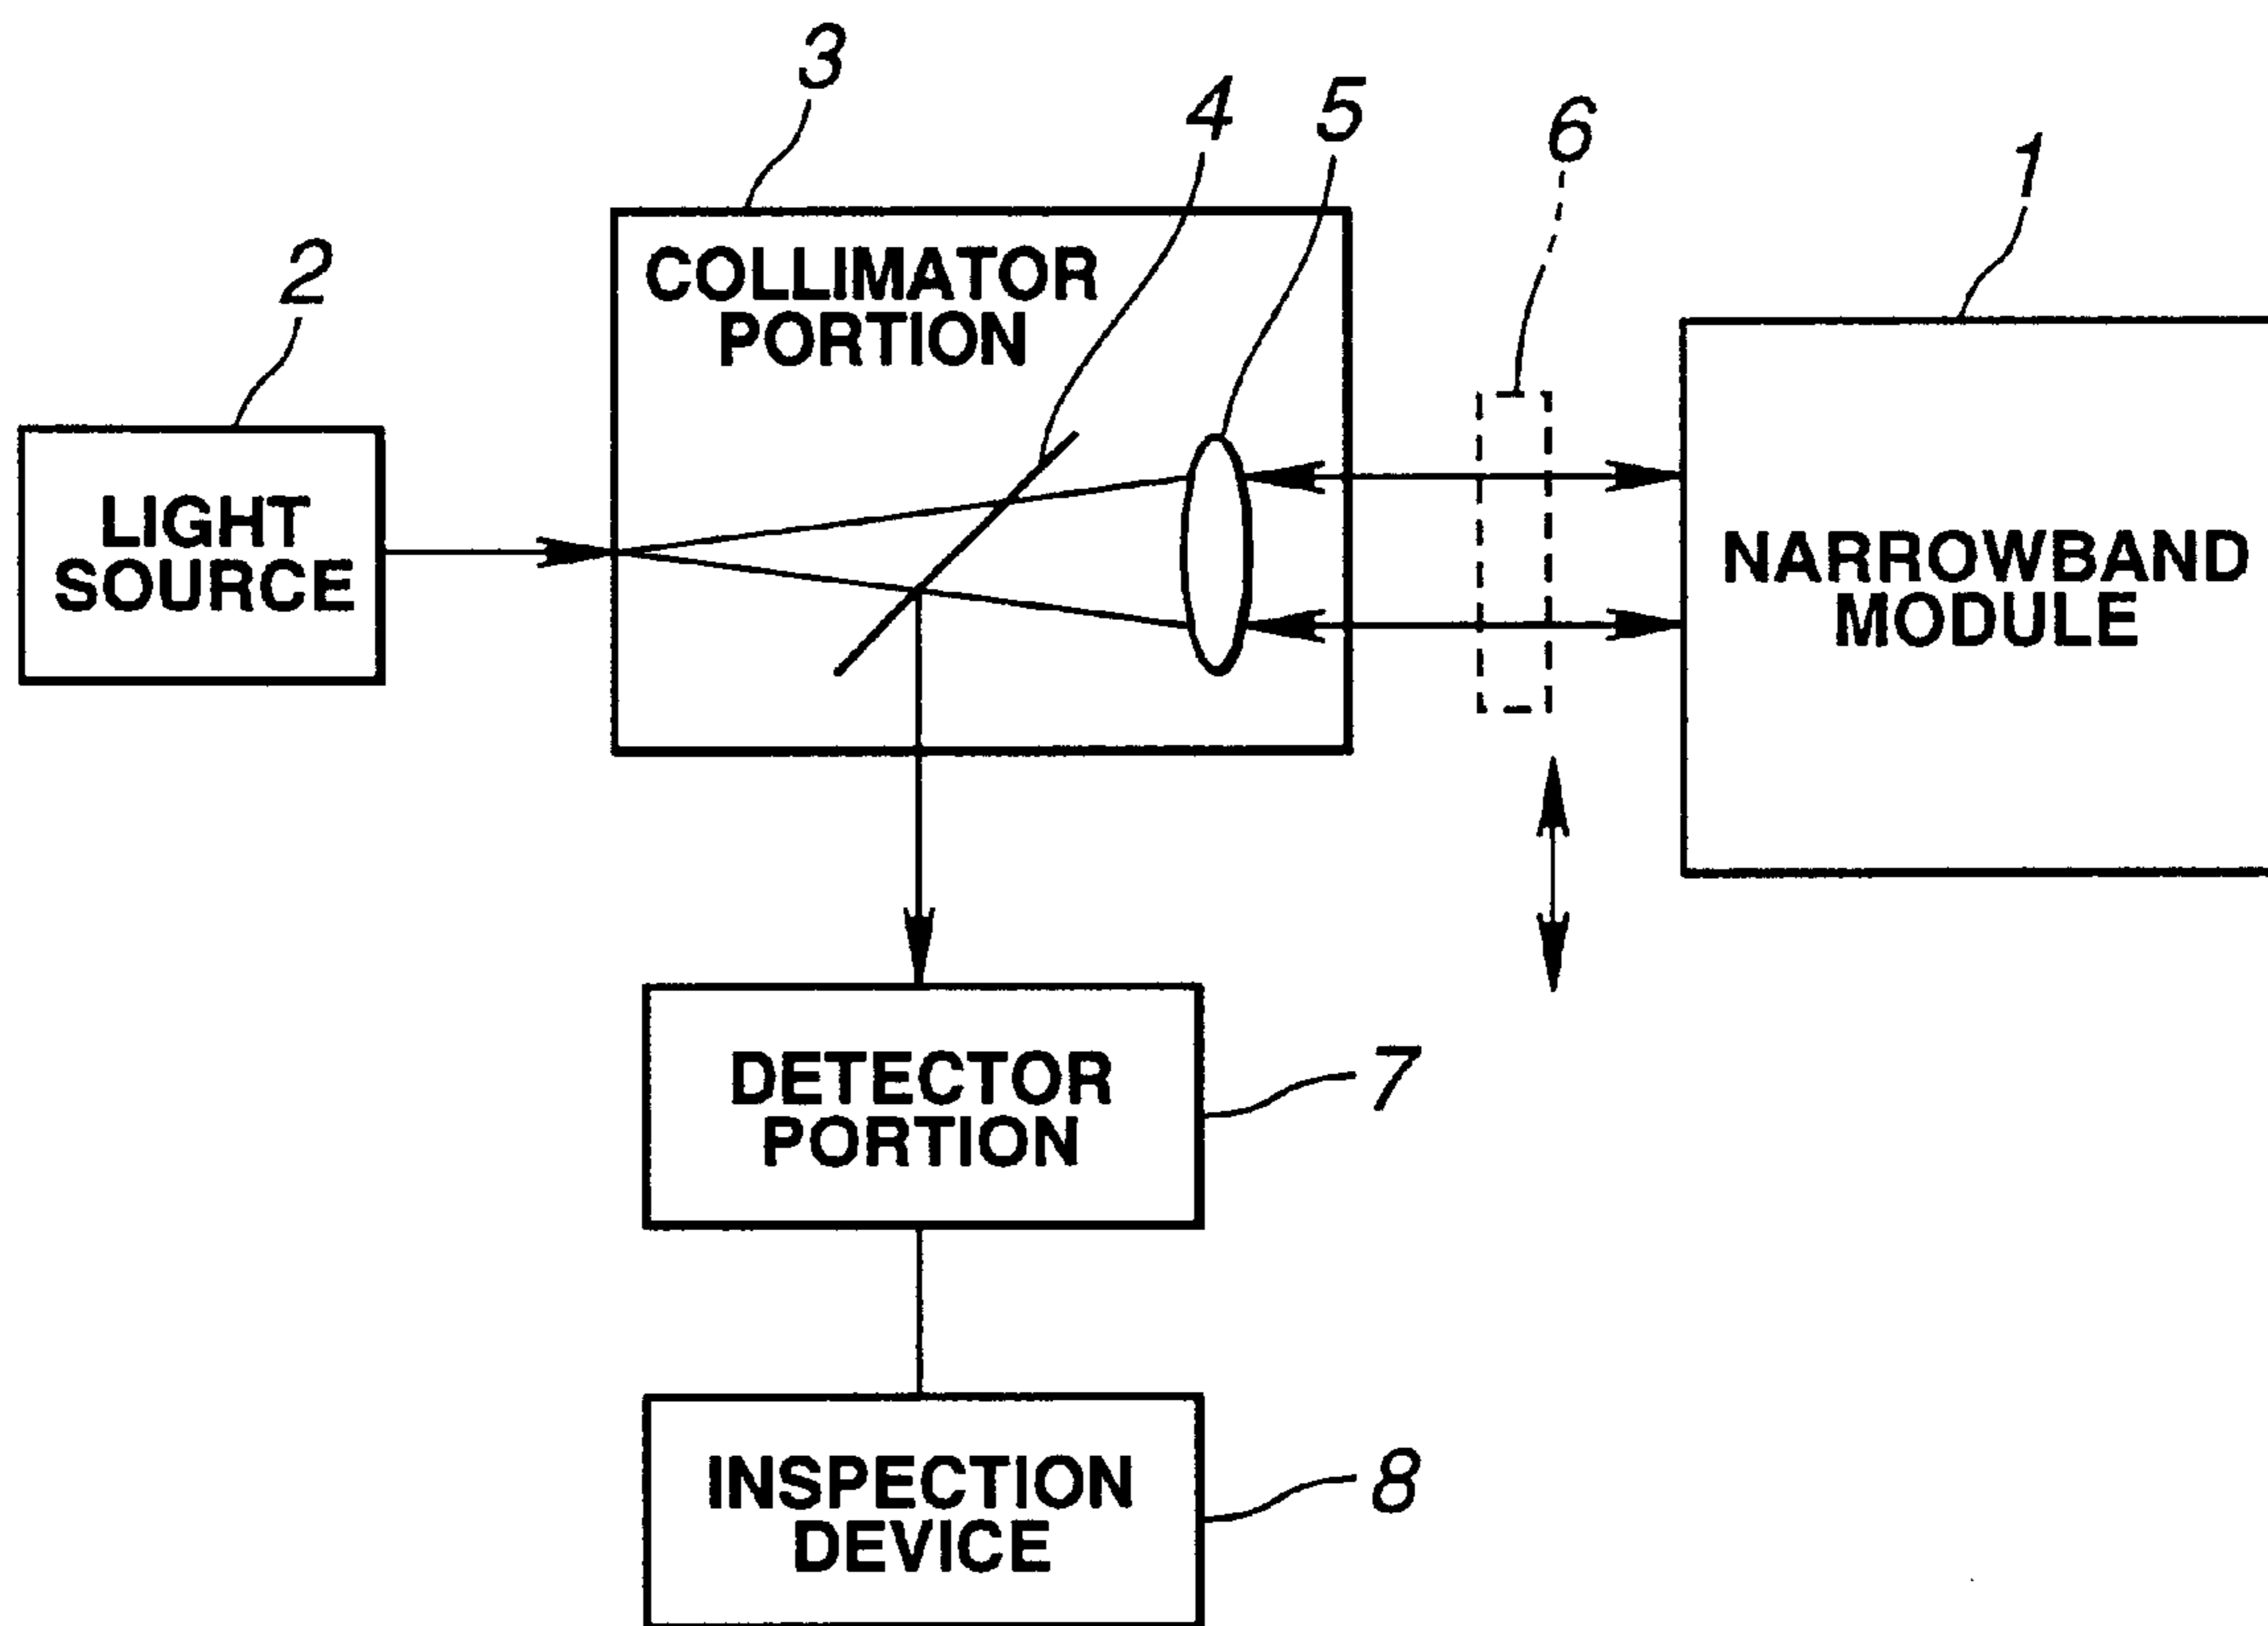 3
4
5
6
1
2
COLLIMATOR
PORTION
LIGHT
SOURCE
NARROWBAND
MODULE
DETECTOR
PORTION
7
INSPECTION
DEVICE
8